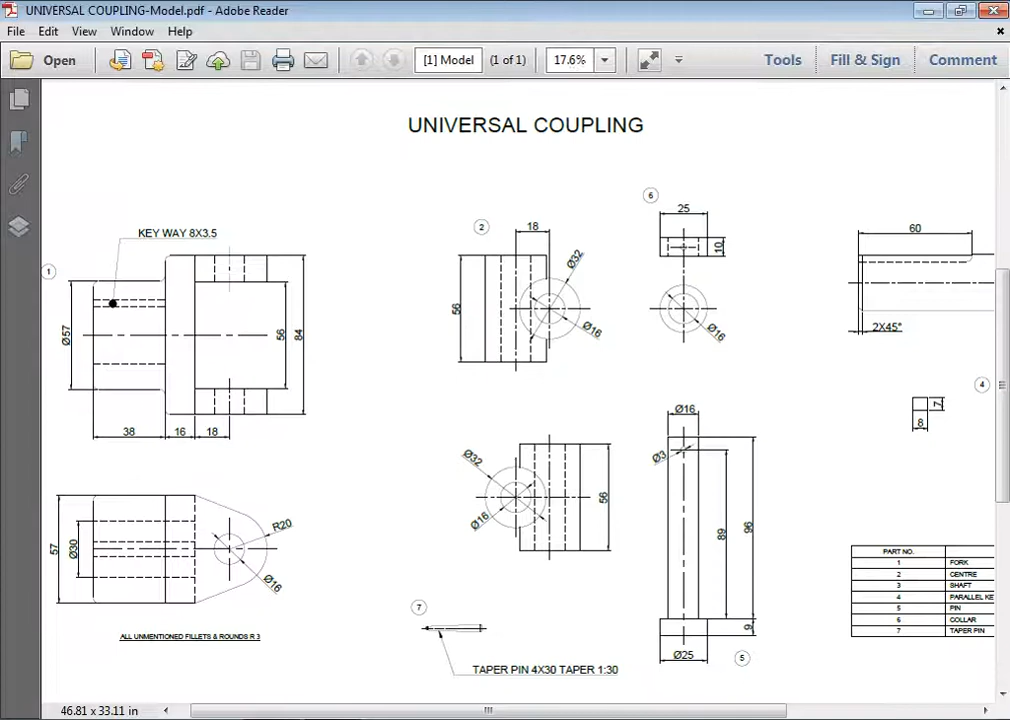 UNIVERSAL COUPLING-Model.pdf - Adobe Reader
File Edit View Window Help
Open [1] Model (1 of 1) 17.6% Tools Fill & Sign Comment
UNIVERSAL COUPLING
1
KEY WAY 8X3.5
Ø57
56
84
38
16
18
2
18
Ø32
56
Ø16
6
25
10
Ø16
60
2X45°
4
7
8
57
Ø30
R20
Ø16
ALL UNMENTIONED FILLETS & ROUNDS R 3
Ø32
Ø16
56
7
TAPER PIN 4X30 TAPER 1:30
Ø16
Ø3
89
96
9
Ø25
5
PART NO.
1 FORK
2 CENTRE
3 SHAFT
4 PARALLEL KE
5 PIN
6 COLLAR
7 TAPER PIN
46.81 x 33.11 in